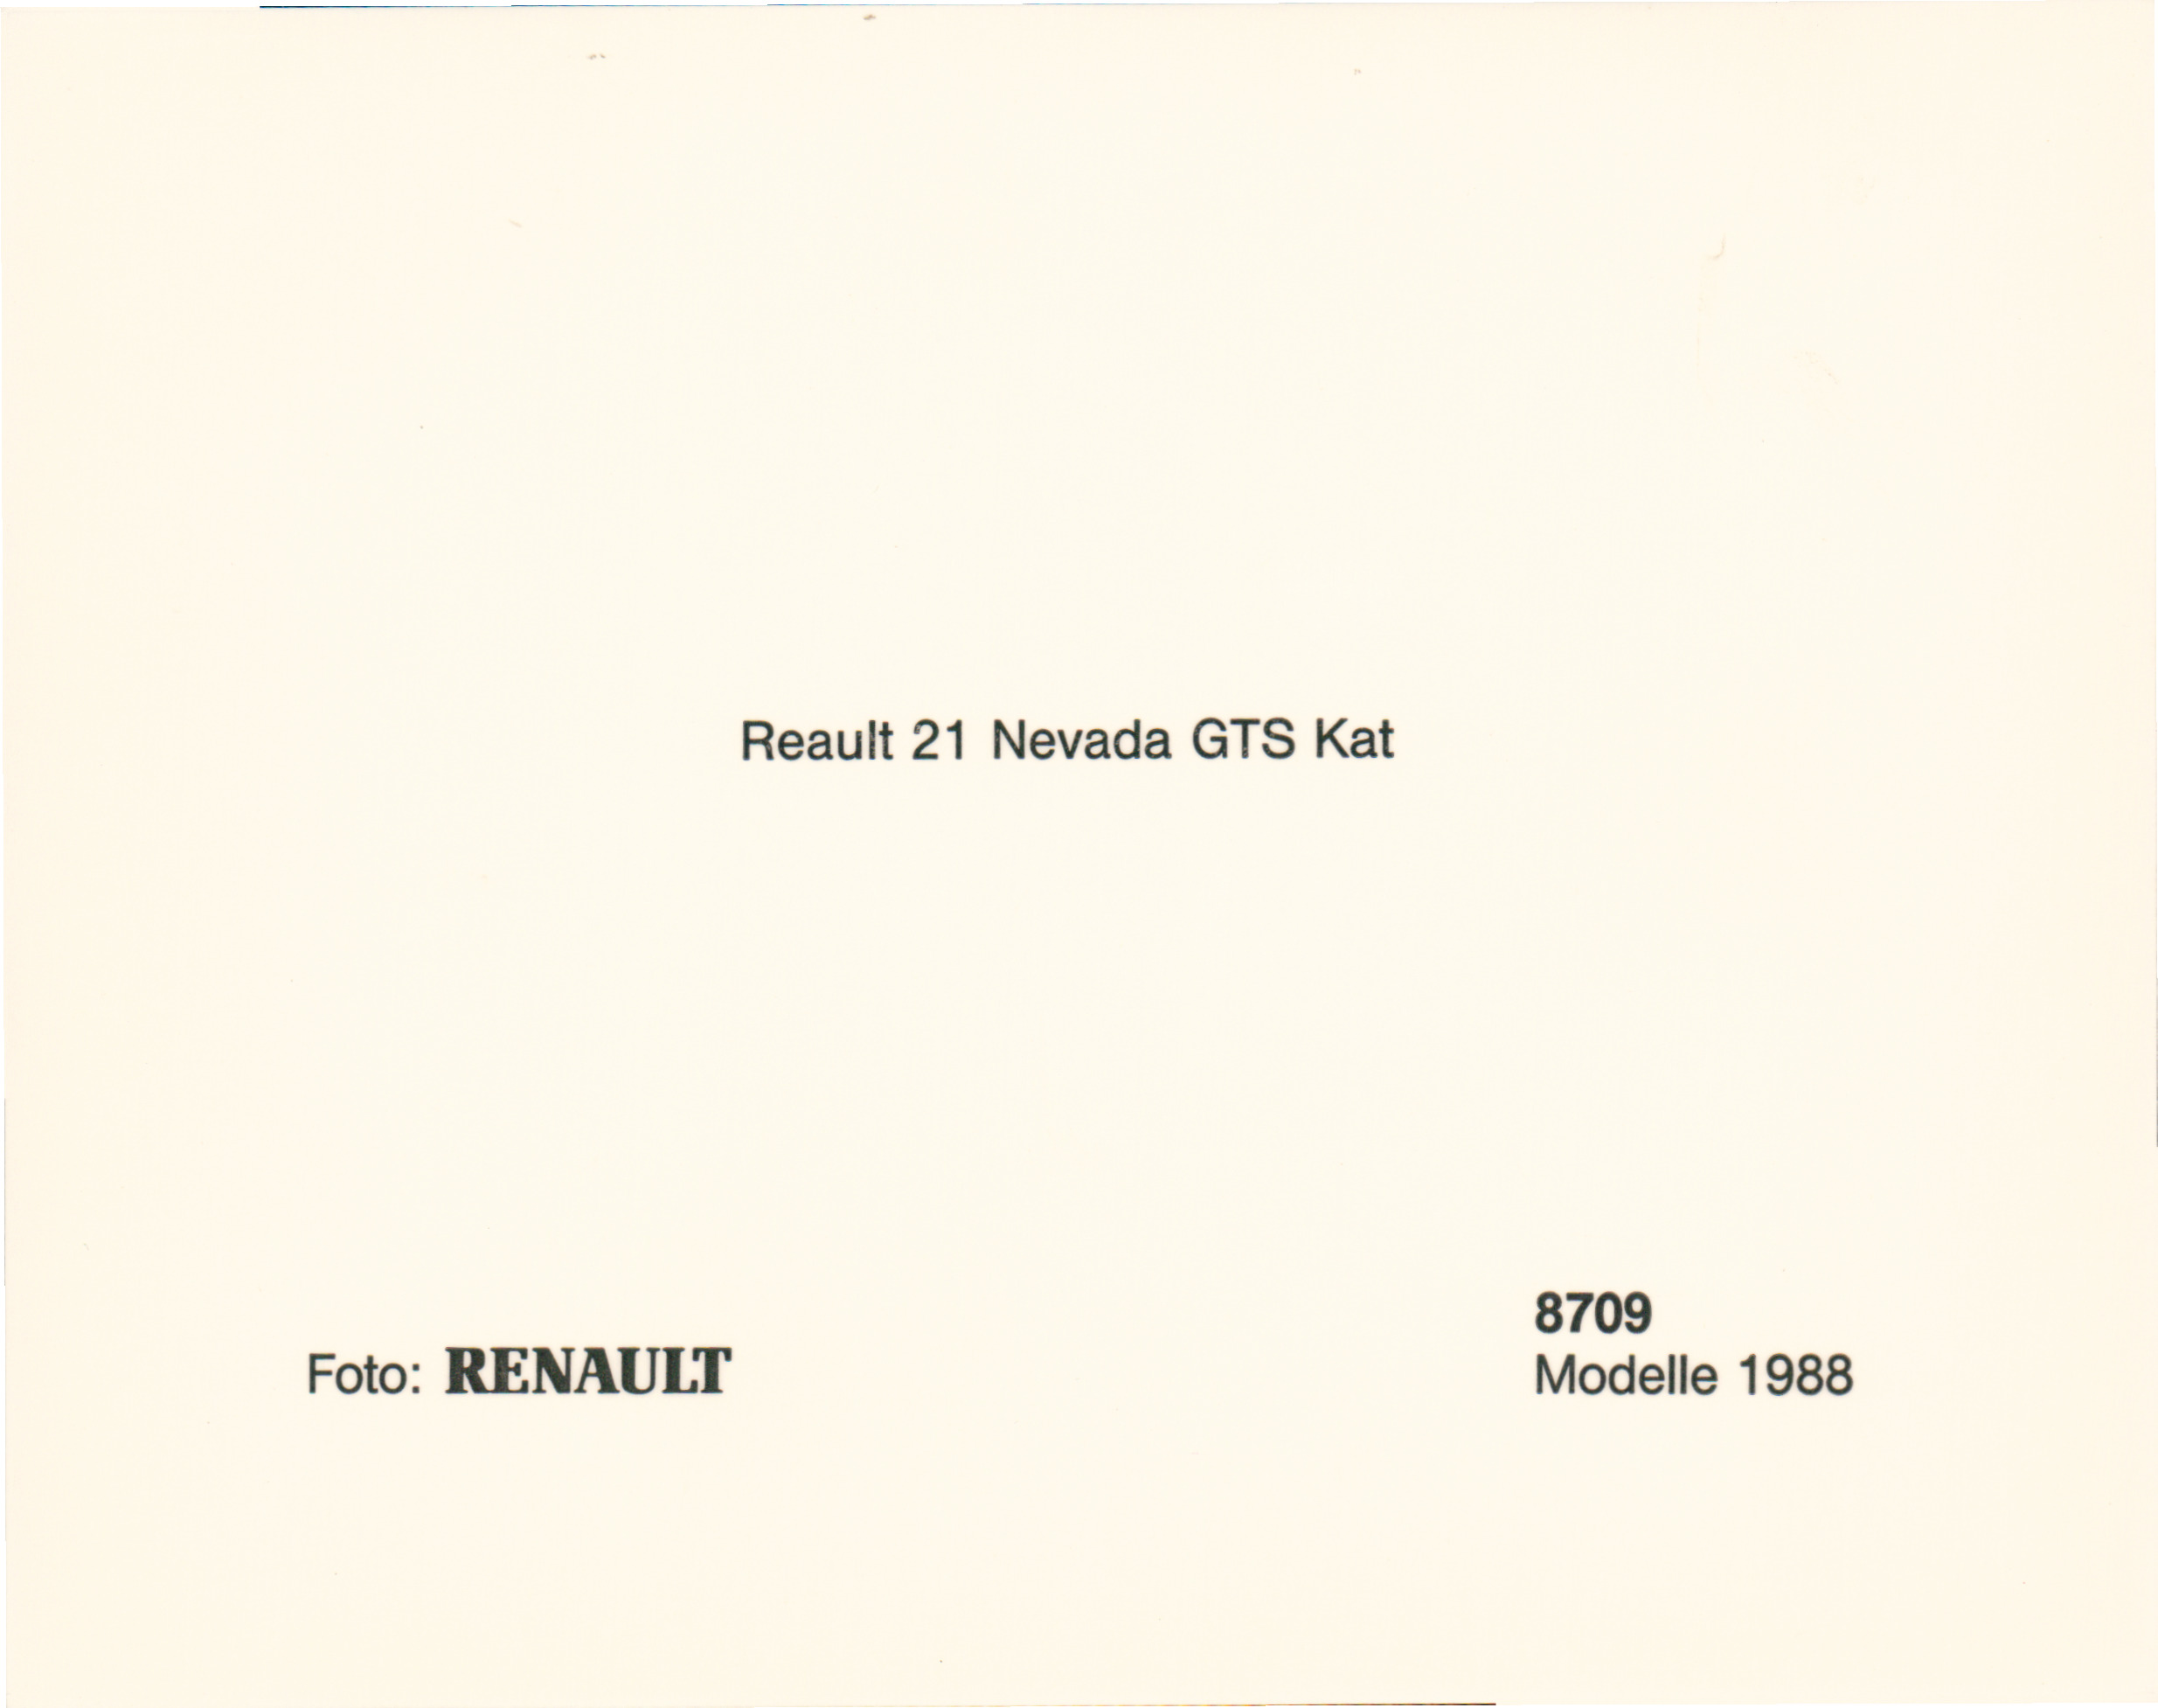 Reault 21 Nevada GTS Kat
8709
Foto: RENAULT
Modelle 1988